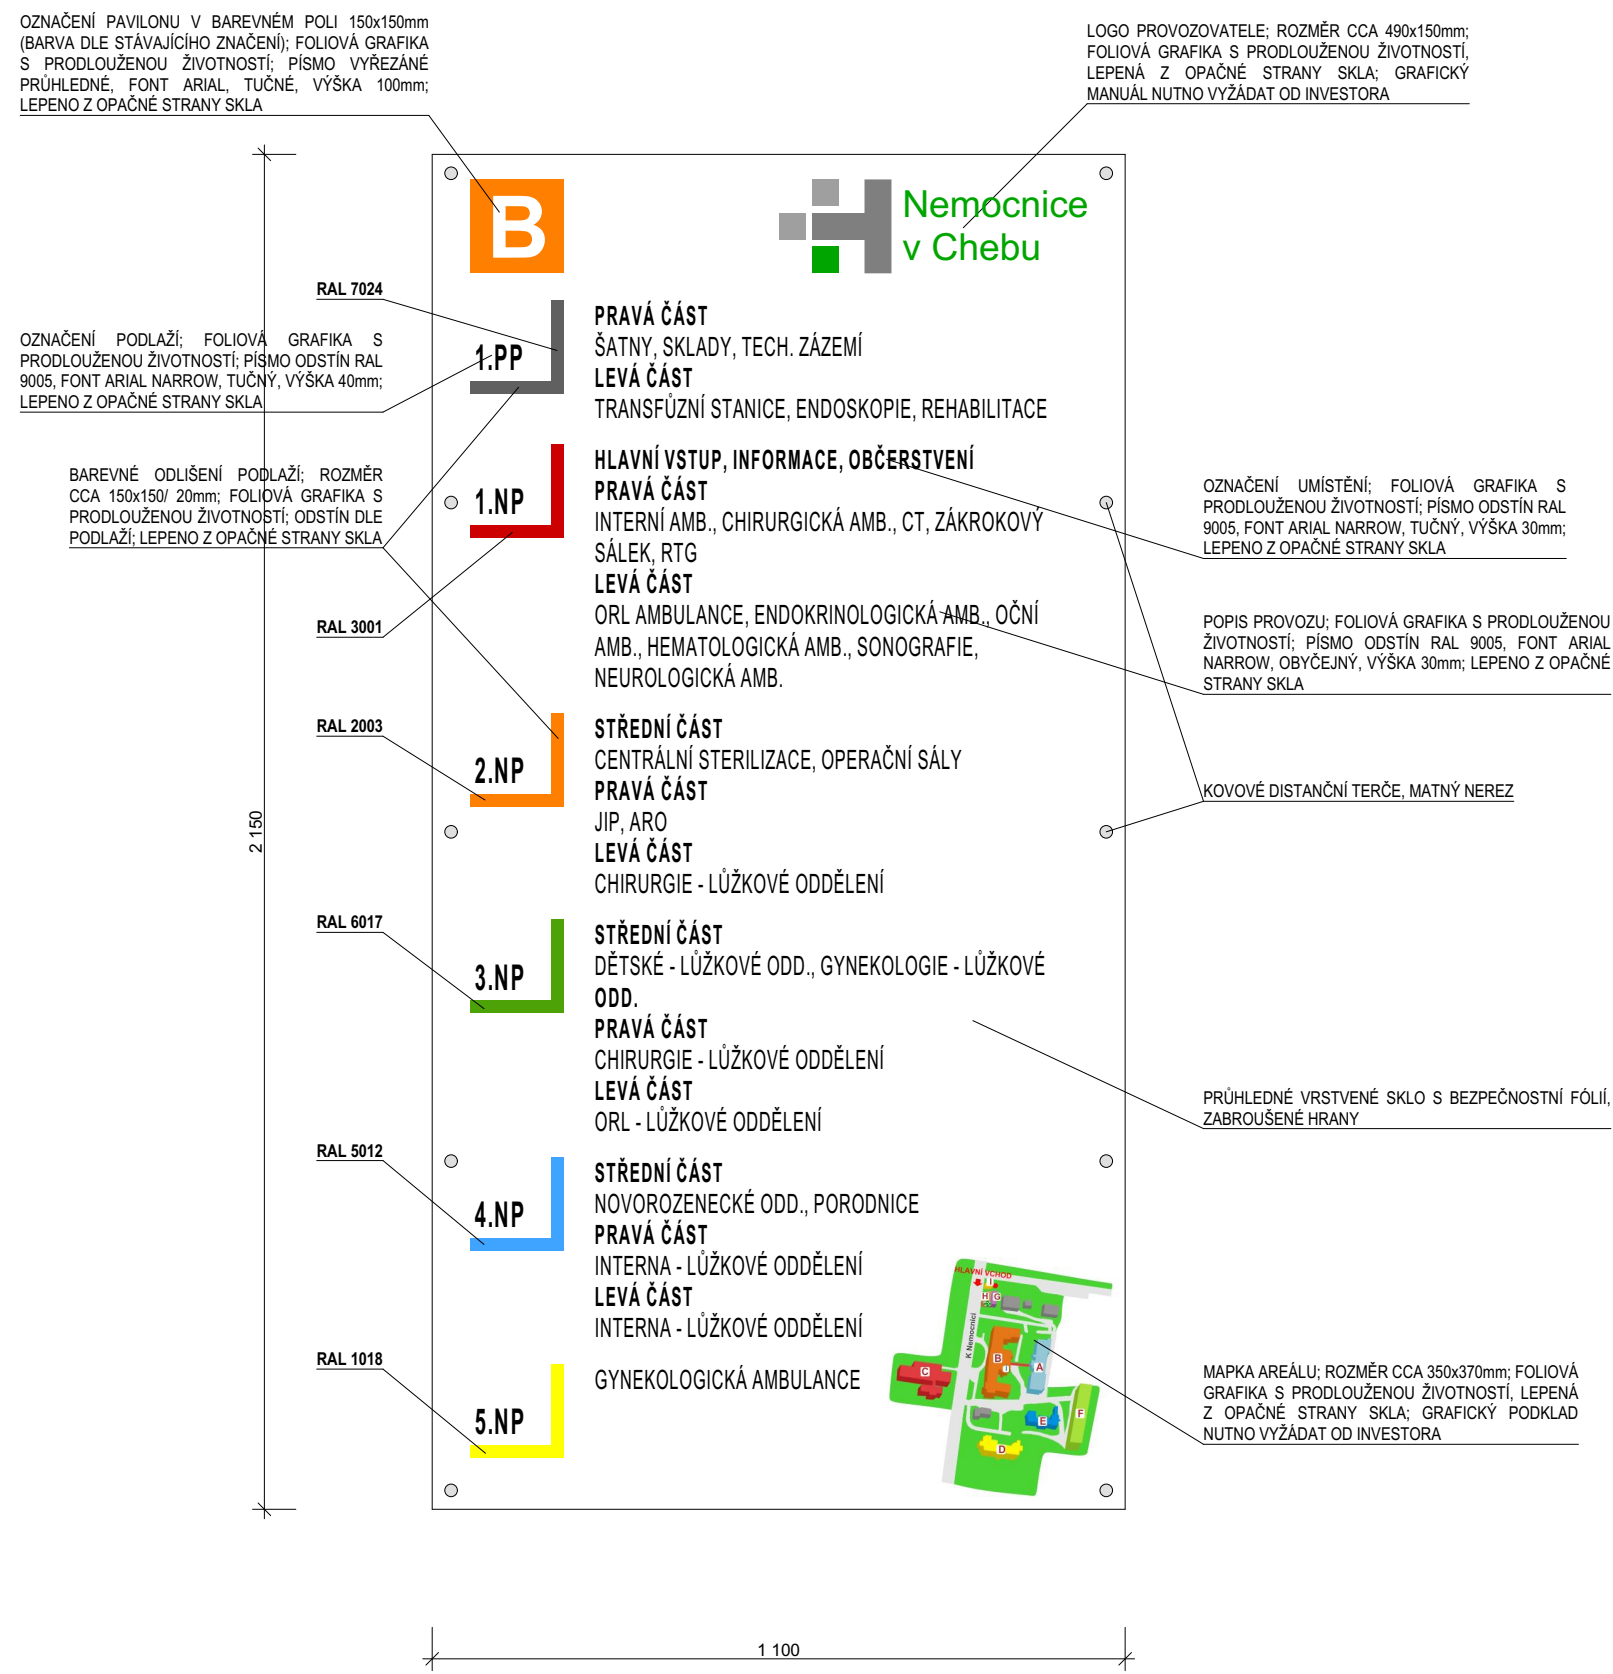 OZNAČENÍ PAVILONU V BAREVNÉM POLI 150x150mm
(BARVA DLE STÁVAJÍCÍHO ZNAČENÍ); FOLIOVÁ GRAFIKA
S PRODLOUŽENOU ŽIVOTNOSTÍ; PÍSMO VYŘEZÁNÉ
PRŮHLEDNÉ, FONT ARIAL, TUČNÉ, VÝŠKA 100mm;
LEPENO Z OPAČNÉ STRANY SKLA
LOGO PROVOZOVATELE; ROZMĚR CCA 490x150mm;
FOLIOVÁ GRAFIKA S PRODLOUŽENOU ŽIVOTNOSTÍ,
LEPENÁ Z OPAČNÉ STRANY SKLA; GRAFICKÝ
MANUÁL NUTNO VYŽÁDAT OD INVESTORA
B
Nemocnice
v Chebu
RAL 7024
OZNAČENÍ PODLAŽÍ; FOLIOVÁ GRAFIKA S
PRODLOUŽENOU ŽIVOTNOSTÍ; PÍSMO ODSTÍN RAL
9005, FONT ARIAL NARROW, TUČNÝ, VÝŠKA 40mm;
LEPENO Z OPAČNÉ STRANY SKLA
1.PP
PRAVÁ ČÁST
ŠATNY, SKLADY, TECH. ZÁZEMÍ
LEVÁ ČÁST
TRANSFŮZNÍ STANICE, ENDOSKOPIE, REHABILITACE
BAREVNÉ ODLIŠENÍ PODLAŽÍ; ROZMĚR
CCA 150x150/ 20mm; FOLIOVÁ GRAFIKA S
PRODLOUŽENOU ŽIVOTNOSTÍ; ODSTÍN DLE
PODLAŽÍ; LEPENO Z OPAČNÉ STRANY SKLA
RAL 3001
1.NP
HLAVNÍ VSTUP, INFORMACE, OBČERSTVENÍ
PRAVÁ ČÁST
INTERNÍ AMB., CHIRURGICKÁ AMB., CT, ZÁKROKOVÝ
SÁLEK, RTG
LEVÁ ČÁST
ORL AMBULANCE, ENDOKRINOLOGICKÁ AMB., OČNÍ
AMB., HEMATOLOGICKÁ AMB., SONOGRAFIE,
NEUROLOGICKÁ AMB.
OZNAČENÍ UMÍSTĚNÍ; FOLIOVÁ GRAFIKA S
PRODLOUŽENOU ŽIVOTNOSTÍ; PÍSMO ODSTÍN RAL
9005, FONT ARIAL NARROW, TUČNÝ, VÝŠKA 30mm;
LEPENO Z OPAČNÉ STRANY SKLA
POPIS PROVOZU; FOLIOVÁ GRAFIKA S PRODLOUŽENOU
ŽIVOTNOSTÍ; PÍSMO ODSTÍN RAL 9005, FONT ARIAL
NARROW, OBYČEJNÝ, VÝŠKA 30mm; LEPENO Z OPAČNÉ
STRANY SKLA
RAL 2003
2.NP
STŘEDNÍ ČÁST
CENTRÁLNÍ STERILIZACE, OPERAČNÍ SÁLY
PRAVÁ ČÁST
JIP, ARO
LEVÁ ČÁST
CHIRURGIE - LŮŽKOVÉ ODDĚLENÍ
KOVOVÉ DISTANČNÍ TERČE, MATNÝ NEREZ
2 150
RAL 6017
3.NP
STŘEDNÍ ČÁST
DĚTSKÉ - LŮŽKOVÉ ODD., GYNEKOLOGIE - LŮŽKOVÉ
ODD.
PRAVÁ ČÁST
CHIRURGIE - LŮŽKOVÉ ODDĚLENÍ
LEVÁ ČÁST
ORL - LŮŽKOVÉ ODDĚLENÍ
PRŮHLEDNÉ VRSTVENÉ SKLO S BEZPEČNOSTNÍ FÓLIÍ,
ZABROUŠENÉ HRANY
RAL 5012
4.NP
STŘEDNÍ ČÁST
NOVOROZENECKÉ ODD., PORODNICE
PRAVÁ ČÁST
INTERNA - LŮŽKOVÉ ODDĚLENÍ
LEVÁ ČÁST
INTERNA - LŮŽKOVÉ ODDĚLENÍ
RAL 1018
5.NP
GYNEKOLOGICKÁ AMBULANCE
HLAVNÍ VCHOD
I
H G
K Nemocnici
B
A
C
F
E
D
MAPKA AREÁLU; ROZMĚR CCA 350x370mm; FOLIOVÁ
GRAFIKA S PRODLOUŽENOU ŽIVOTNOSTÍ, LEPENÁ
Z OPAČNÉ STRANY SKLA; GRAFICKÝ PODKLAD
NUTNO VYŽÁDAT OD INVESTORA
1 100